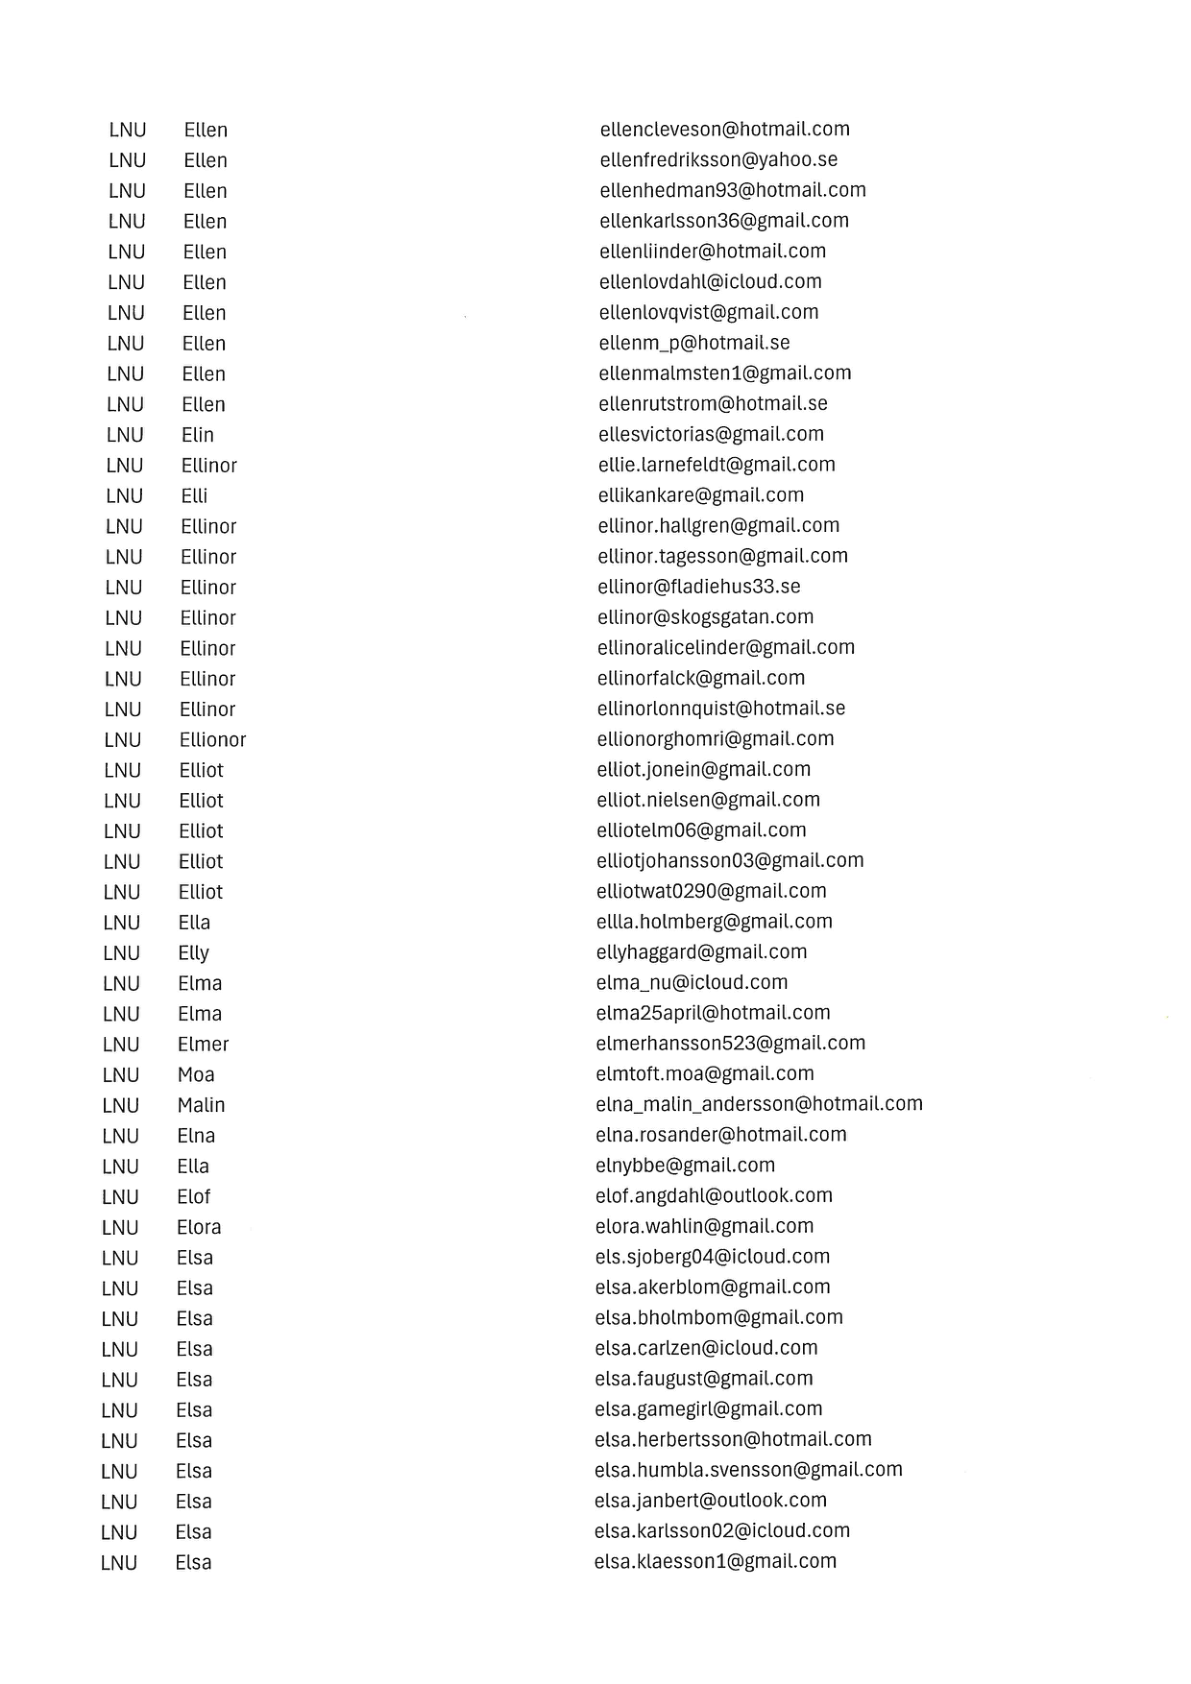 LNU Ellen ellencleveson@hotmail.com
LNU Ellen ellenfredriksson@yahoo.se
LNU Ellen ellenhedman93@hotmail.com
LNU Ellen ellenkarlsson36@gmail.com
LNU Ellen ellenliinder@hotmail.com
LNU Ellen ellenlovdahl@icloud.com
LNU Ellen ellenlovqvist@gmail.com
LNU Ellen ellenm_p@hotmail.se
LNU Ellen ellenmalmsten1@gmail.com
LNU Ellen ellenrutstrom@hotmail.se
LNU Elin ellesvictorias@gmail.com
LNU Ellinor ellie.larnefeldt@gmail.com
LNU Elli ellikankare@gmail.com
LNU Ellinor ellinor.hallgren@gmail.com
LNU Ellinor ellinor.tagesson@gmail.com
LNU Ellinor ellinor@fladiehus33.se
LNU Ellinor ellinor@skogsgatan.com
LNU Ellinor ellinoralicelinder@gmail.com
LNU Ellinor ellinorfalck@gmail.com
LNU Ellinor ellinorlonnquist@hotmail.se
LNU Ellionor ellionorghomri@gmail.com
LNU Elliot elliot.jonein@gmail.com
LNU Elliot elliot.nielsen@gmail.com
LNU Elliot elliotelm06@gmail.com
LNU Elliot elliotjohansson03@gmail.com
LNU Elliot elliotwat0290@gmail.com
LNU Ella ellla.holmberg@gmail.com
LNU Elly ellyhaggard@gmail.com
LNU Elma elma_nu@icloud.com
LNU Elma elma25april@hotmail.com
LNU Elmer elmerhansson523@gmail.com
LNU Moa elmtoft.moa@gmail.com
LNU Malin elna_malin_andersson@hotmail.com
LNU Elna elna.rosander@hotmail.com
LNU Ella elnybbe@gmail.com
LNU Elof elof.angdahl@outlook.com
LNU Elora elora.wahlin@gmail.com
LNU Elsa els.sjoberg04@icloud.com
LNU Elsa elsa.akerblom@gmail.com
LNU Elsa elsa.bholmbom@gmail.com
LNU Elsa elsa.carlzen@icloud.com
LNU Elsa elsa.faugust@gmail.com
LNU Elsa elsa.gamegirl@gmail.com
LNU Elsa elsa.herbertsson@hotmail.com
LNU Elsa elsa.humbla.svensson@gmail.com
LNU Elsa elsa.janbert@outlook.com
LNU Elsa elsa.karlsson02@icloud.com
LNU Elsa elsa.klaesson1@gmail.com